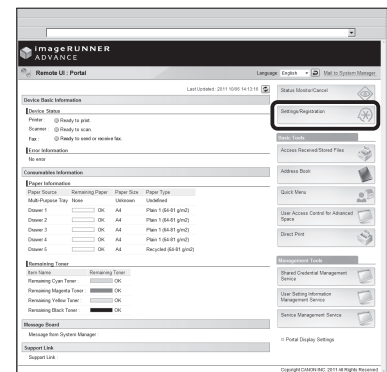 imageRUNNER
ADVANCE
Remote UI : Portal
Language English Mail to System Manager
Last Updated : 2011 10/05 14:13:16
Device Basic Information
Device Status
Printer : Ready to print
Scanner : Ready to scan
Fax : Ready to send or receive fax.
Error Information
No error
Consumables Information
Paper Information
Paper Source Remaining Paper Paper Size Paper Type
Multi-Purpose Tray None Unknown Undefined
Drawer 1 OK A4 Plain 1 (64-81 g/m2)
Drawer 2 OK A4 Plain 1 (64-81 g/m2)
Drawer 3 OK A4 Plain 1 (64-81 g/m2)
Drawer 4 OK A4 Plain 1 (64-81 g/m2)
Drawer 5 OK A4 Recycled (64-81 g/m2)
Remaining Toner
Item Name Remaining Toner
Remaining Cyan Toner : OK
Remaining Magenta Toner : OK
Remaining Yellow Toner : OK
Remaining Black Toner : OK
Message Board
Message from System Manager :
Support Link
Support Link :
Status Monitor/Cancel
Settings/Registration
Basic Tools
Access Received/Stored Files
Address Book
Quick Menu
User Access Control for Advanced
Space
Direct Print
Management Tools
Shared Credential Management
Service
User Setting Information
Management Service
Service Management Service
Portal Display Settings
Copyright CANON INC. 2011 All Rights Reserved